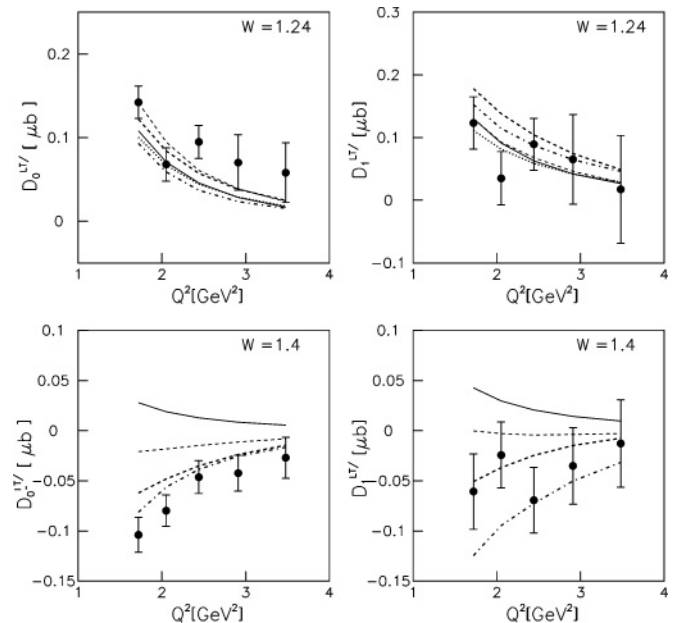 W = 1.24
D₀ᴸᵀ′ [ μb ]
0.2
0.1
0
1 2 3 4
Q²[GeV²]
W = 1.24
D₁ᴸᵀ′ [μb]
0.3
0.2
0.1
0
−0.1
1 2 3 4
Q²[GeV²]
W = 1.4
D₀ᴸᵀ′ [ μb
0.1
0.05
0
−0.05
−0.1
−0.15
1 2 3 4
Q²[GeV²]
W = 1.4
D₁ᴸᵀ′ [ μb
0.1
0.05
0
−0.05
−0.1
−0.15
1 2 3 4
Q²[GeV²]